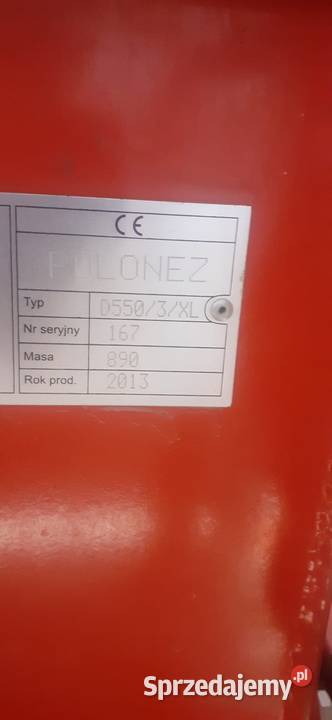 CE
POLONEZ
Typ D550/3/XL
Nr seryjny 167
Masa 890
Rok prod. 2013
Sprzedajemy.pl